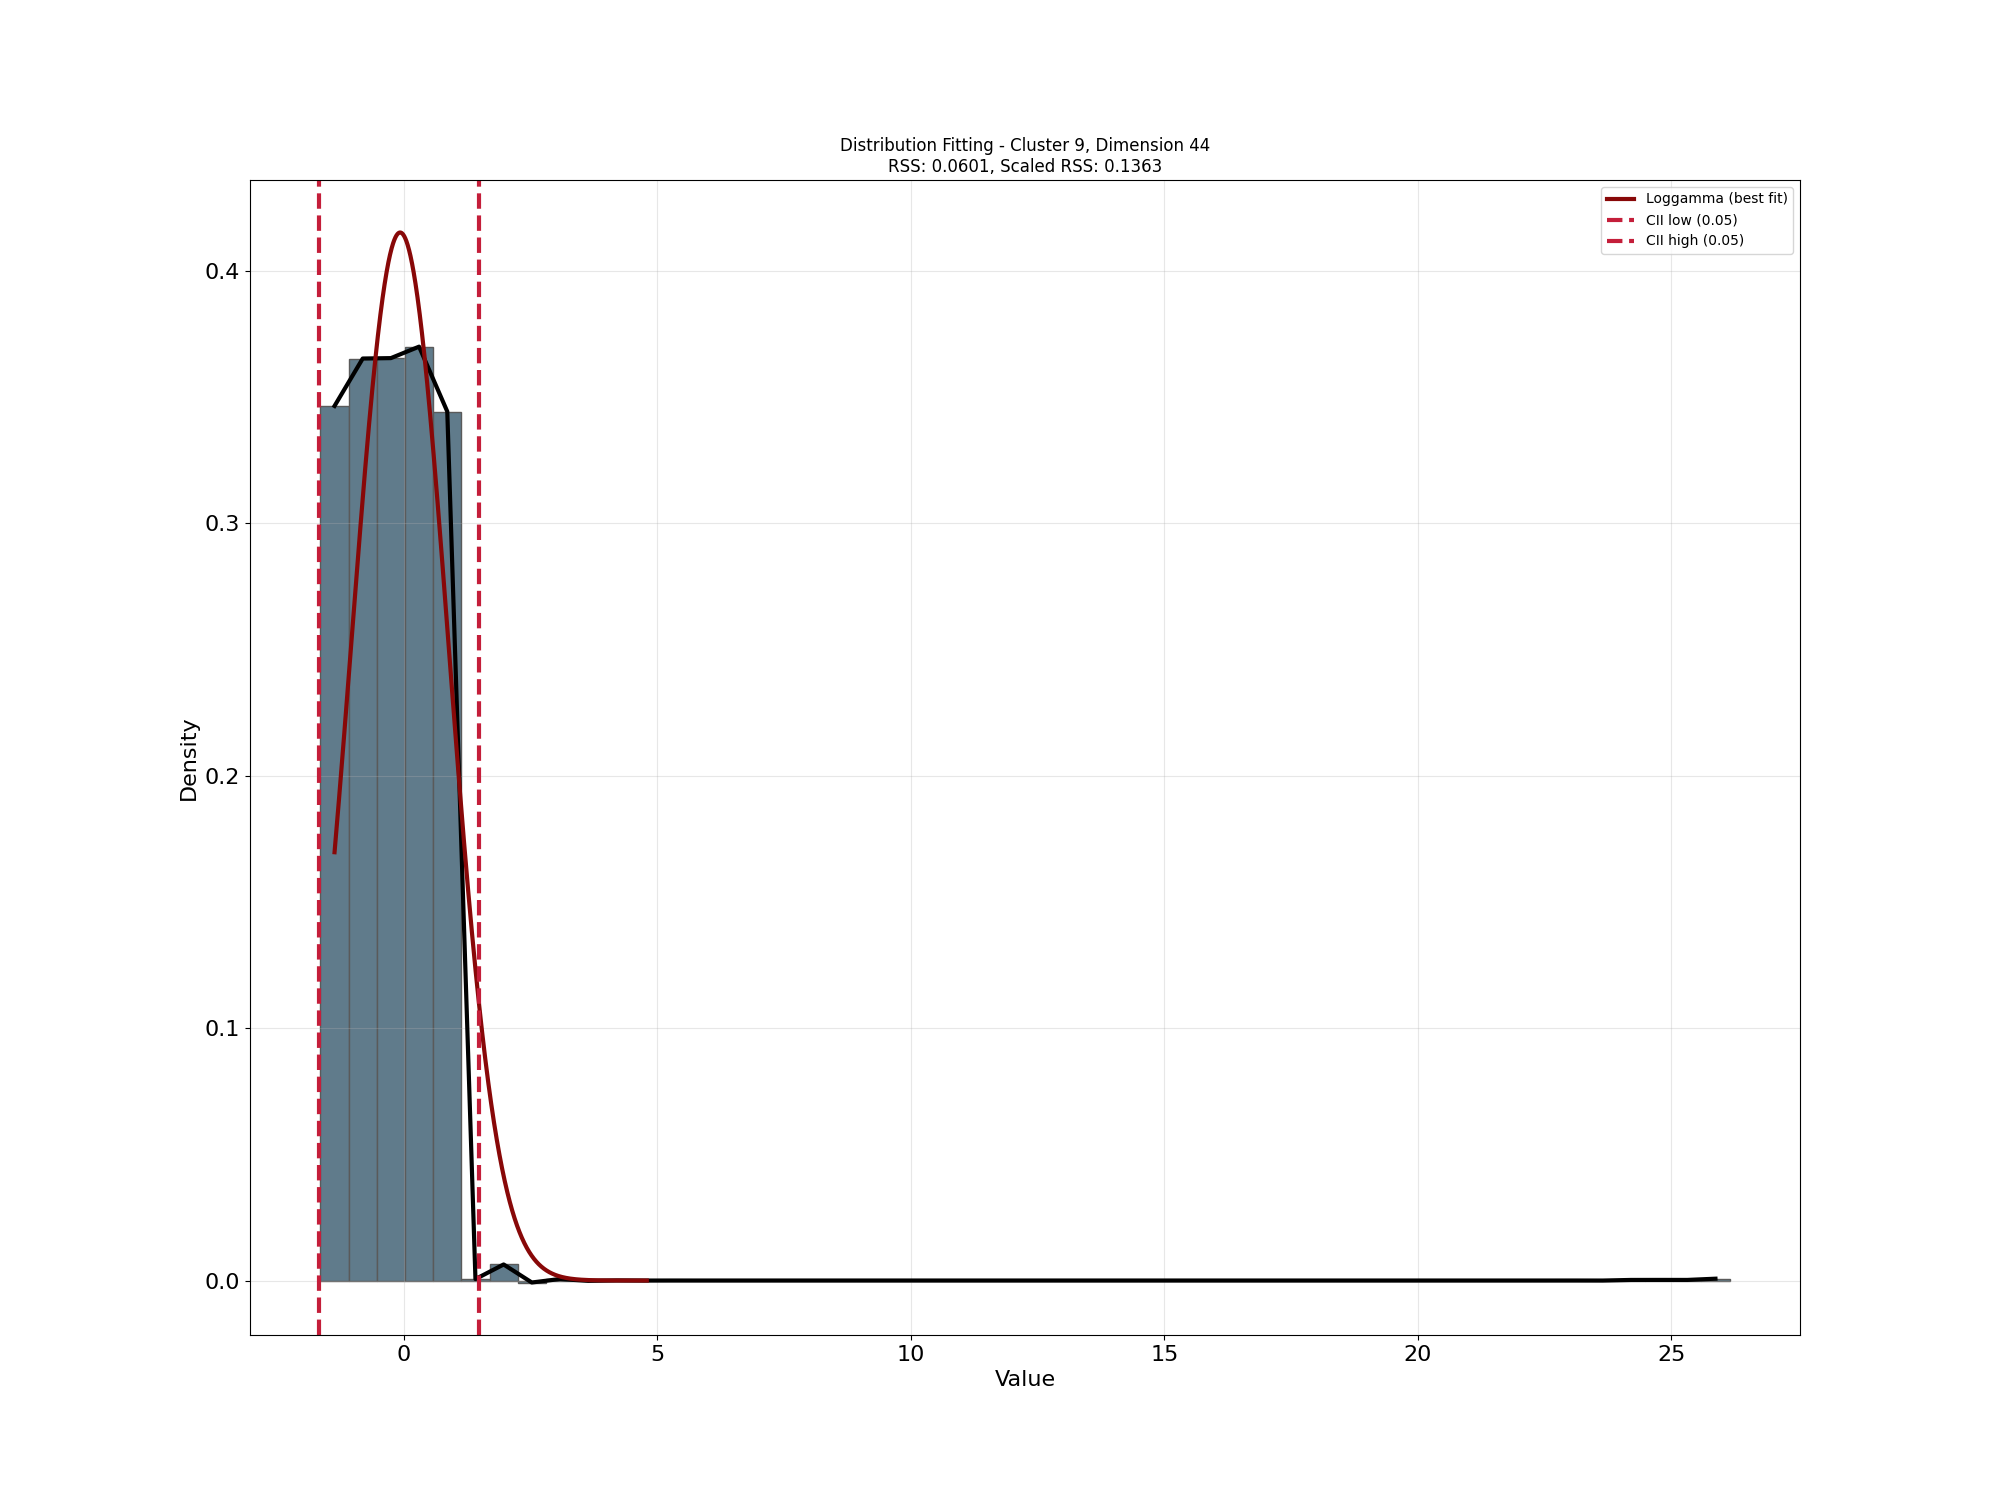 Distribution Fitting - Cluster 9, Dimension 44
RSS: 0.0601, Scaled RSS: 0.1363
Loggamma (best fit)
CII low (0.05)
CII high (0.05)
0.4
0.3
0.2
0.1
0.0
Density
0 5 10 15 20 25
Value